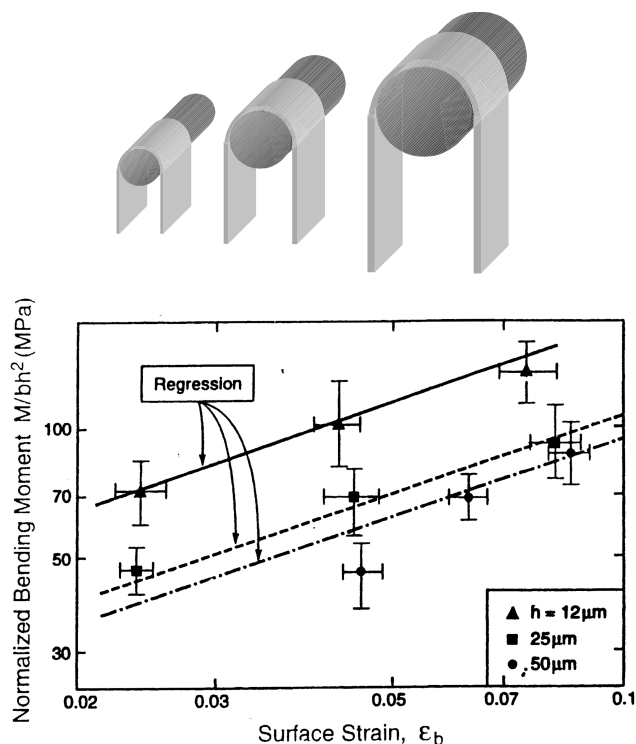 Normalized Bending Moment M/bh² (MPa)
Regression
100
70
50
30
h = 12μm
25μm
50μm
0.02
0.03
0.05
0.07
0.1
Surface Strain, εb